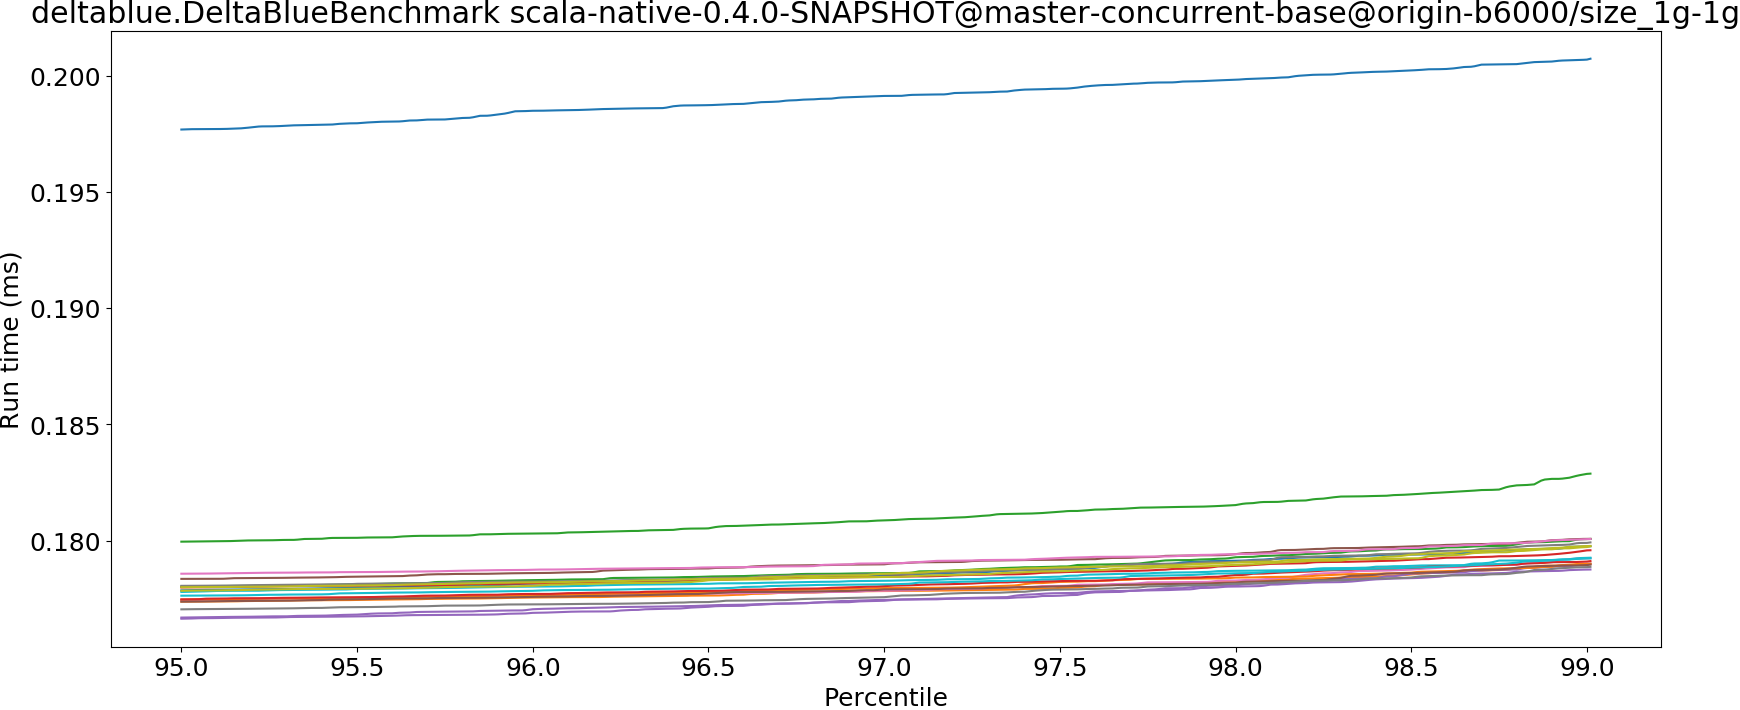 deltablue.DeltaBlueBenchmark scala-native-0.4.0-SNAPSHOT@master-concurrent-base@origin-b6000/size_1g-1g
0.200
0.195
0.190
0.185
0.180
Run time (ms)
95.0 95.5 96.0 96.5 97.0 97.5 98.0 98.5 99.0
Percentile